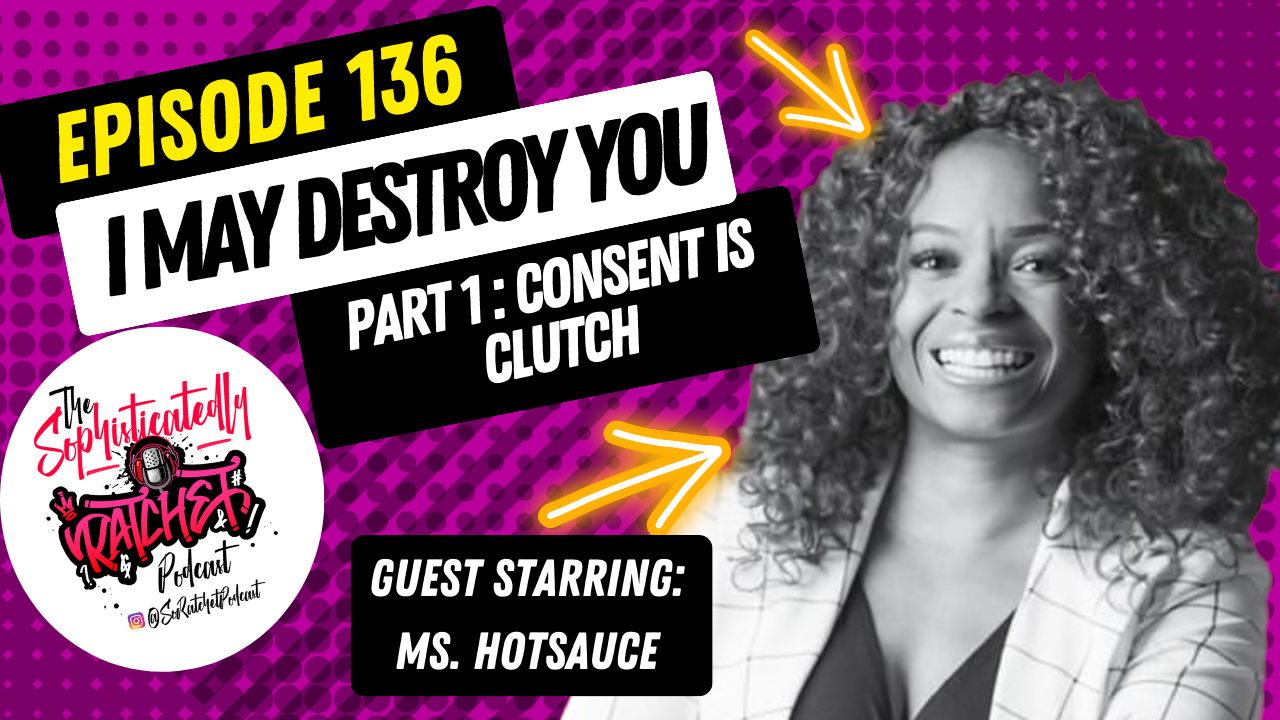 EPISODE 136
I MAY DESTROY YOU
PART 1 : CONSENT IS
CLUTCH
The
Sophisticatedly
RATCHET
Podcast
@SoRatchetPodcast
GUEST STARRING:
MS. HOTSAUCE